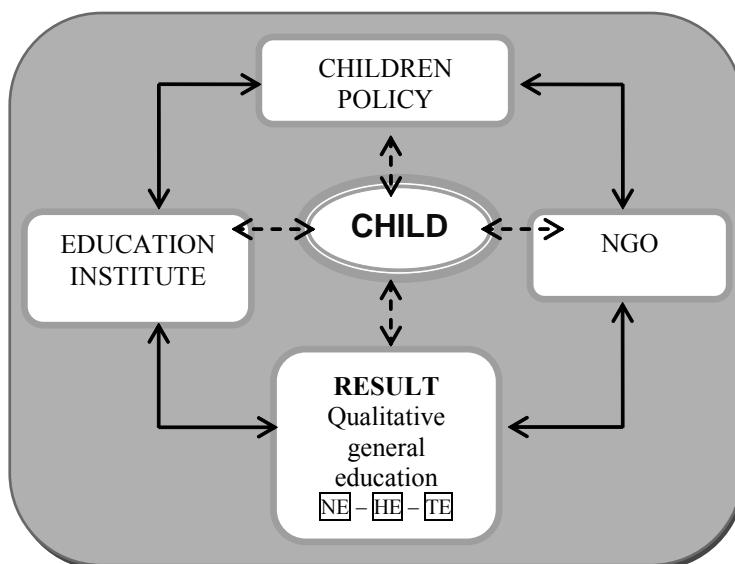 CHILDREN
POLICY
EDUCATION
INSTITUTE
CHILD
NGO
RESULT
Qualitative
general
education
NE – HE – TE